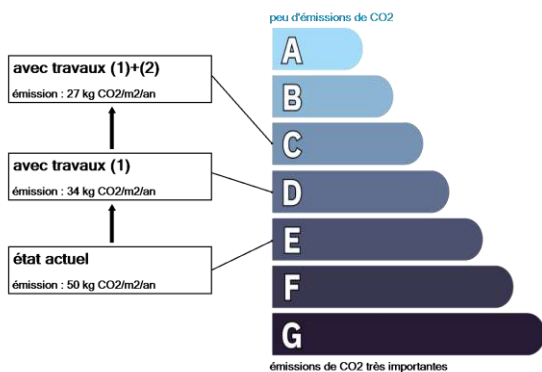 peu d'émissions de CO2
A
avec travaux (1)+(2)
émission : 27 kg CO2/m2/an
B
C
avec travaux (1)
émission : 34 kg CO2/m2/an
D
E
état actuel
émission : 50 kg CO2/m2/an
F
G
émissions de CO2 très importantes